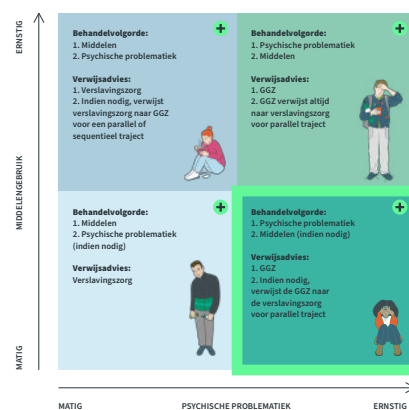 ERNSTIG
MIDDELENGEBRUIK
MATIG
Behandelvolgorde:
1. Middelen
2. Psychische problematiek
Verwijsadvies:
1. Verslavingszorg
2. Indien nodig, verwijst
verslavingszorg naar GGZ
voor een parallel of
sequentieel traject
Behandelvolgorde:
1. Psychische problematiek
2. Middelen
Verwijsadvies:
1. GGZ
2. GGZ verwijst altijd
naar verslavingszorg
voor parallel traject
Behandelvolgorde:
1. Middelen
2. Psychische problematiek
(indien nodig)
Verwijsadvies:
Verslavingszorg
Behandelvolgorde:
1. Psychische problematiek
2. Middelen (indien nodig)
Verwijsadvies:
1. GGZ
2. Indien nodig,
verwijst de GGZ naar
de verslavingszorg
voor parallel traject
MATIG
PSYCHISCHE PROBLEMATIEK
ERNSTIG